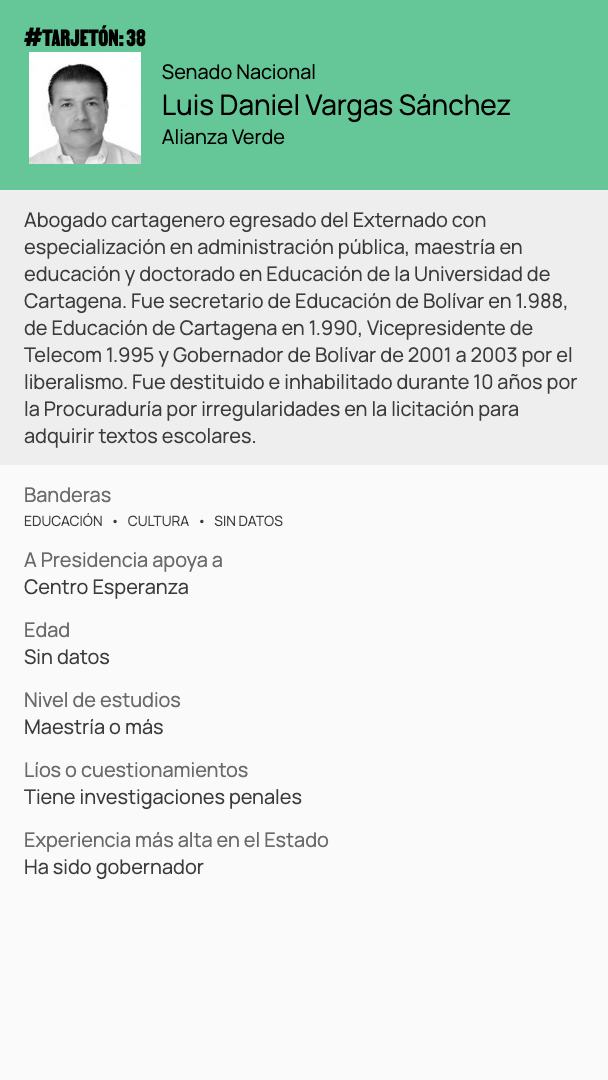 #TARJETÓN: 38
Senado Nacional
Luis Daniel Vargas Sánchez
Alianza Verde
Abogado cartagenero egresado del Externado con
especialización en administración pública, maestría en
educación y doctorado en Educación de la Universidad de
Cartagena. Fue secretario de Educación de Bolívar en 1.988,
de Educación de Cartagena en 1.990, Vicepresidente de
Telecom 1.995 y Gobernador de Bolívar de 2001 a 2003 por el
liberalismo. Fue destituido e inhabilitado durante 10 años por
la Procuraduría por irregularidades en la licitación para
adquirir textos escolares.
Banderas
EDUCACIÓN • CULTURA • SIN DATOS
A Presidencia apoya a
Centro Esperanza
Edad
Sin datos
Nivel de estudios
Maestría o más
Líos o cuestionamientos
Tiene investigaciones penales
Experiencia más alta en el Estado
Ha sido gobernador